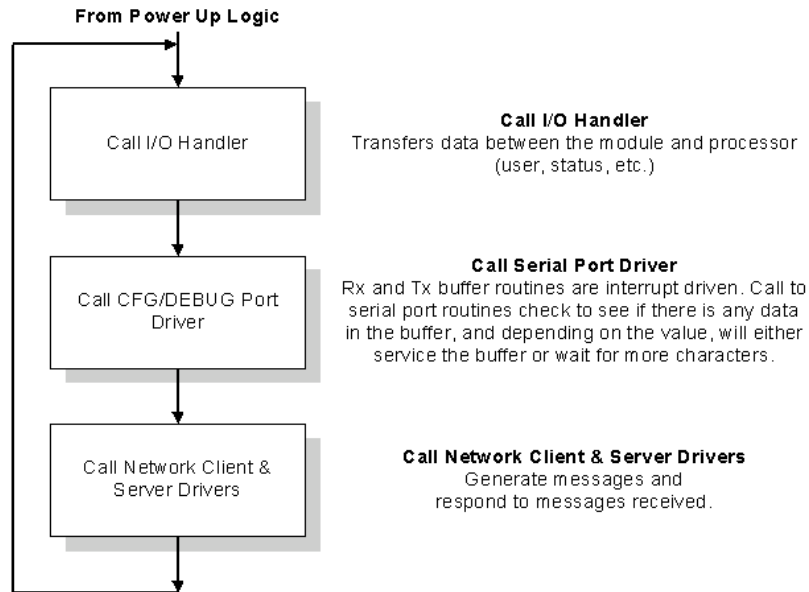 From Power Up Logic
Call I/O Handler
Call I/O Handler
Transfers data between the module and processor
(user, status, etc.)
Call CFG/DEBUG Port
Driver
Call Serial Port Driver
Rx and Tx buffer routines are interrupt driven. Call to
serial port routines check to see if there is any data
in the buffer, and depending on the value, will either
service the buffer or wait for more characters.
Call Network Client &
Server Drivers
Call Network Client & Server Drivers
Generate messages and
respond to messages received.